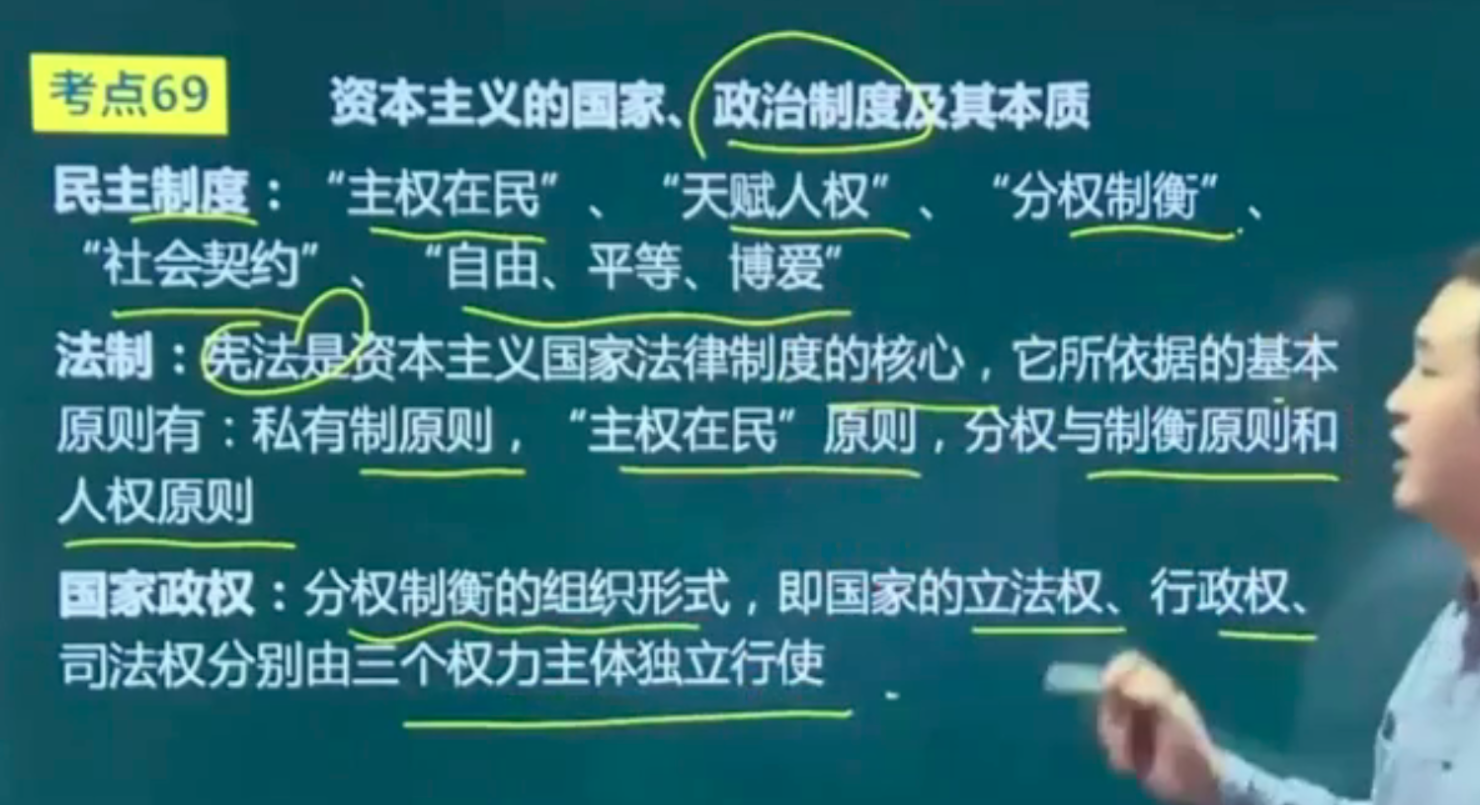 考点69
资本主义的国家、政治制度及其本质
民主制度：“主权在民”、“天赋人权”、“分权制衡”、
“社会契约”、“自由、平等、博爱”
法制：宪法是资本主义国家法律制度的核心，它所依据的基本
原则有：私有制原则，“主权在民”原则，分权与制衡原则和
人权原则
国家政权：分权制衡的组织形式，即国家的立法权、行政权、
司法权分别由三个权力主体独立行使